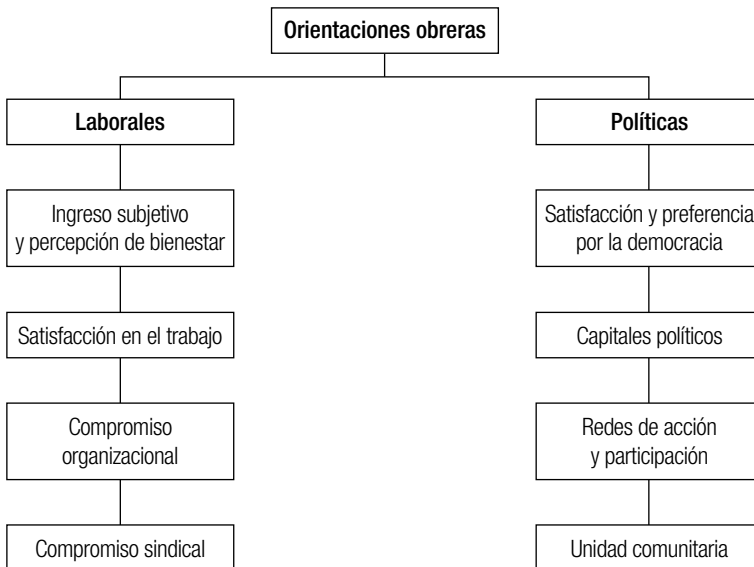 Orientaciones obreras
Laborales
Ingreso subjetivo
y percepción de bienestar
Satisfacción en el trabajo
Compromiso
organizacional
Compromiso sindical
Políticas
Satisfacción y preferencia
por la democracia
Capitales políticos
Redes de acción
y participación
Unidad comunitaria